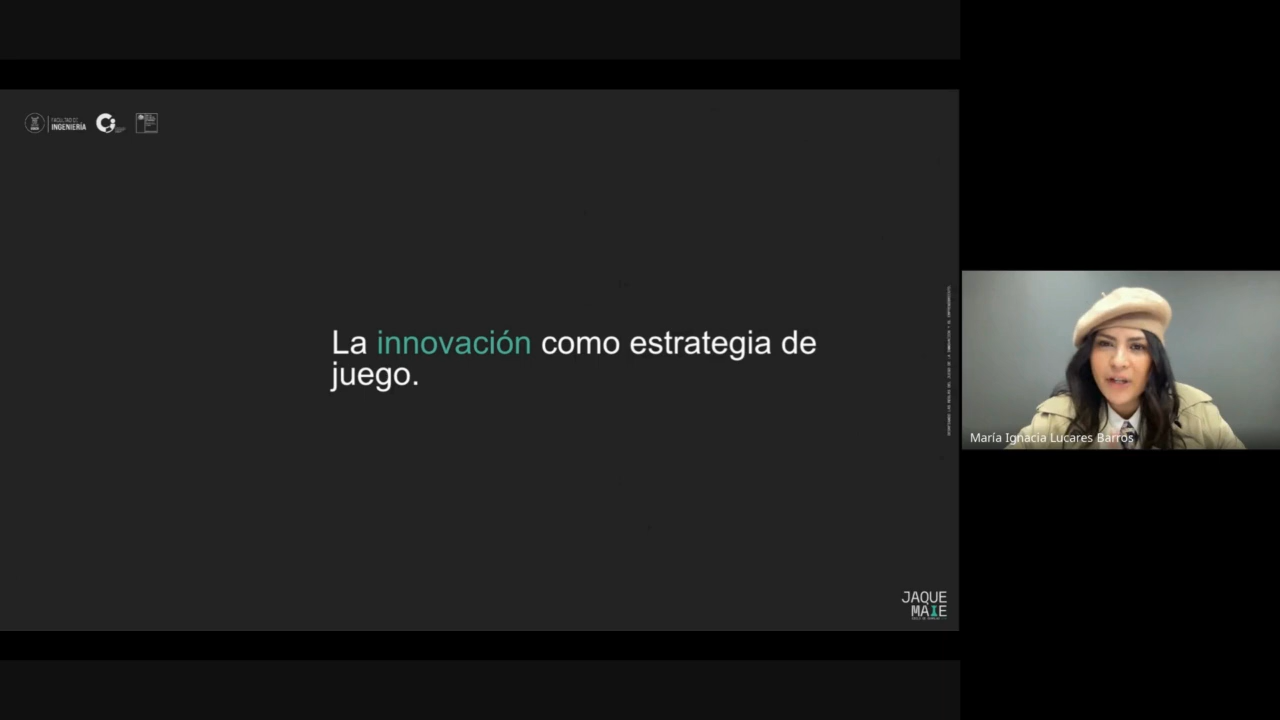 FACULTAD DE
INGENIERÍA
La innovación como estrategia de
juego.
María Ignacia Lucares Barros
JAQUE
MATE